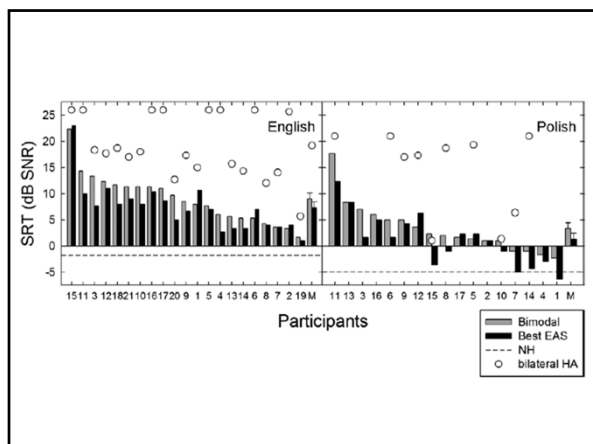 25
20
15
10
5
0
-5
SRT (dB SNR)
English
Polish
15 11 3 12 18 21 10 16 17 20 9 1 5 4 13 14 6 8 7 2 19 M
11 13 3 16 6 9 12 15 8 17 5 2 10 7 14 4 1 M
Participants
Bimodal
Best EAS
NH
bilateral HA